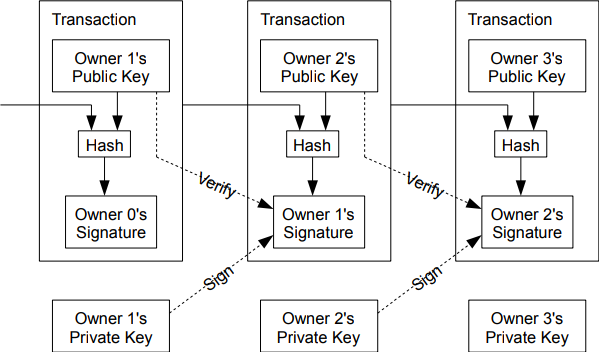 Transaction
Transaction
Transaction
Owner 1's
Public Key
Owner 2's
Public Key
Owner 3's
Public Key
Hash
Hash
Hash
Verify
Verify
Owner 0's
Signature
Owner 1's
Signature
Owner 2's
Signature
Sign
Sign
Owner 1's
Private Key
Owner 2's
Private Key
Owner 3's
Private Key